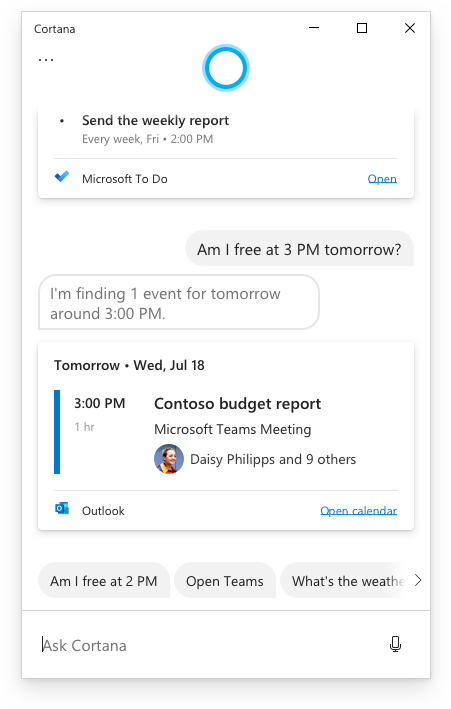 Cortana
...
• Send the weekly report
Every week, Fri • 2:00 PM
Microsoft To Do Open
Am I free at 3 PM tomorrow?
I'm finding 1 event for tomorrow
around 3:00 PM.
Tomorrow • Wed, Jul 18
3:00 PM Contoso budget report
1 hr Microsoft Teams Meeting
Daisy Philipps and 9 others
Outlook Open calendar
Am I free at 2 PM Open Teams What's the weathe
Ask Cortana